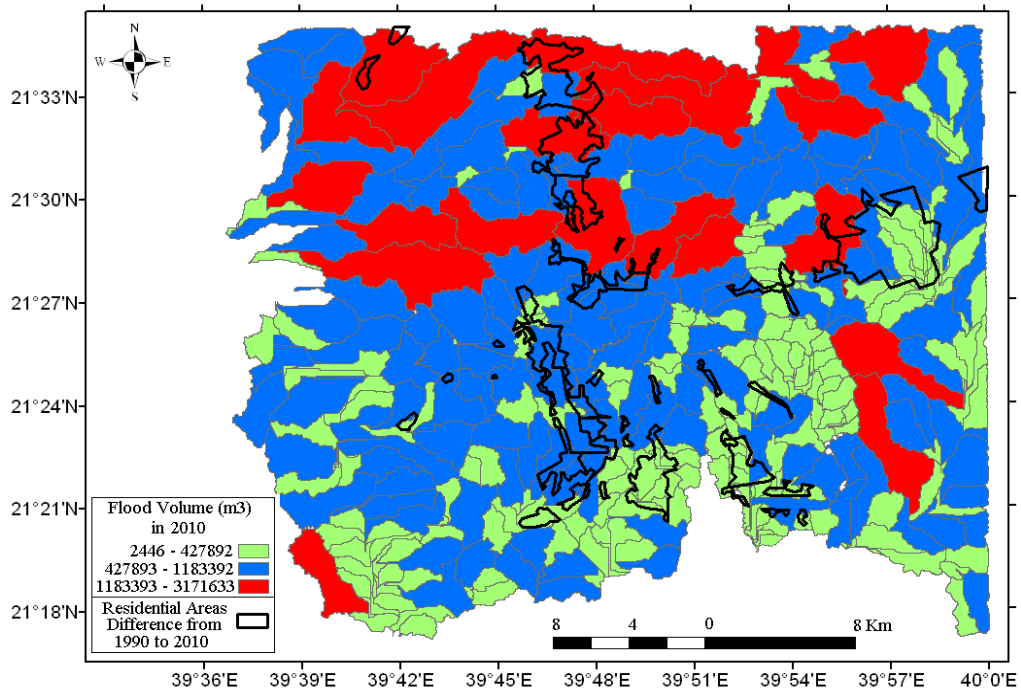 N
W E
S
21°33'N
21°30'N
21°27'N
21°24'N
21°21'N
21°18'N
Flood Volume (m3)
in 2010
2446 - 427892
427893 - 1183392
1183393 - 3171633
Residential Areas
Difference from
1990 to 2010
8 4 0 8 Km
39°36'E 39°39'E 39°42'E 39°45'E 39°48'E 39°51'E 39°54'E 39°57'E 40°0'E